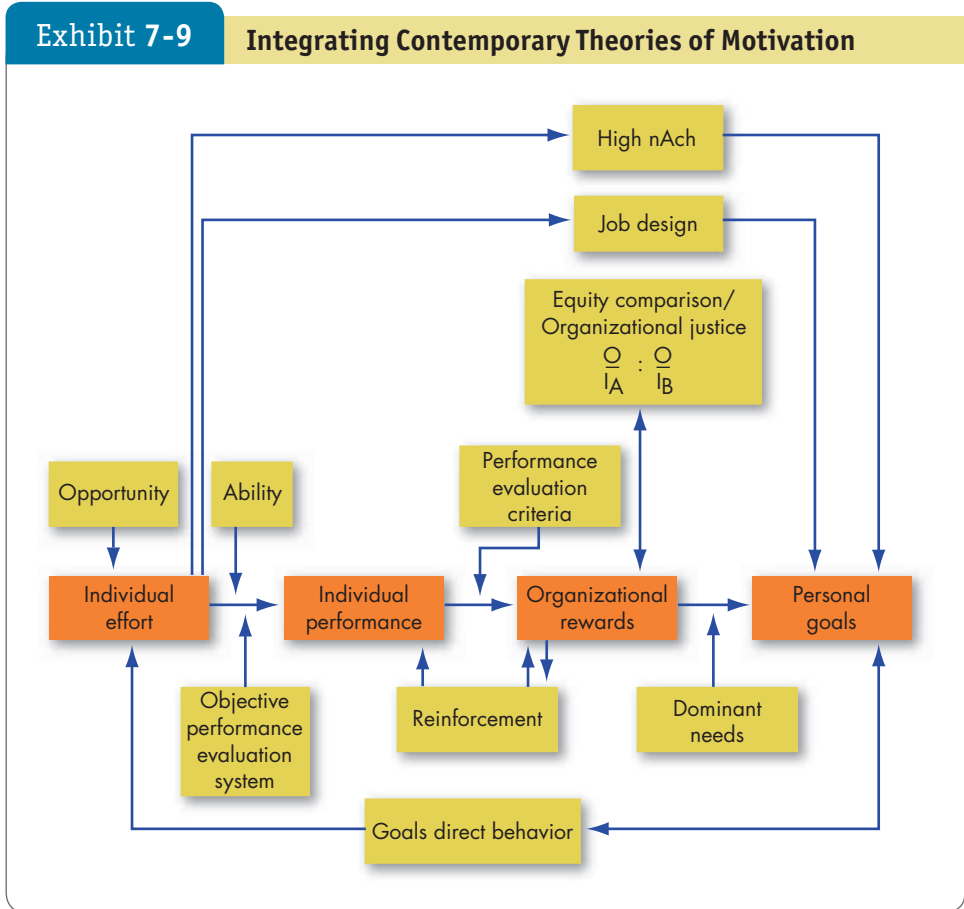 Exhibit 7-9
Integrating Contemporary Theories of Motivation
High nAch
Job design
Equity comparison/
Organizational justice
O : O
IA IB
Performance
evaluation
criteria
Opportunity
Ability
Individual
effort
Individual
performance
Organizational
rewards
Personal
goals
Objective
performance
evaluation
system
Reinforcement
Dominant
needs
Goals direct behavior